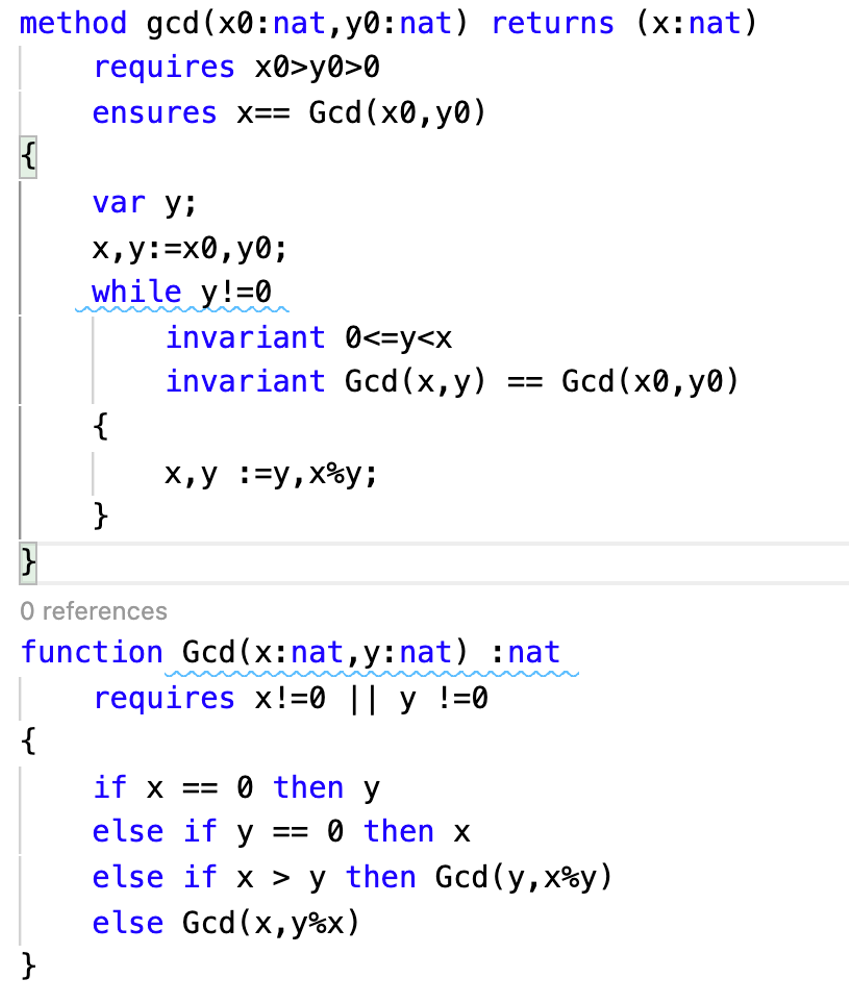 method gcd(x0:nat,y0:nat) returns (x:nat)
requires x0>y0>0
ensures x== Gcd(x0,y0)
{
var y;
x,y:=x0,y0;
while y!=0
invariant 0<=y<x
invariant Gcd(x,y) == Gcd(x0,y0)
{
x,y :=y,x%y;
}
}
0 references
function Gcd(x:nat,y:nat) :nat
requires x!=0 || y !=0
{
if x == 0 then y
else if y == 0 then x
else if x > y then Gcd(y,x%y)
else Gcd(x,y%x)
}